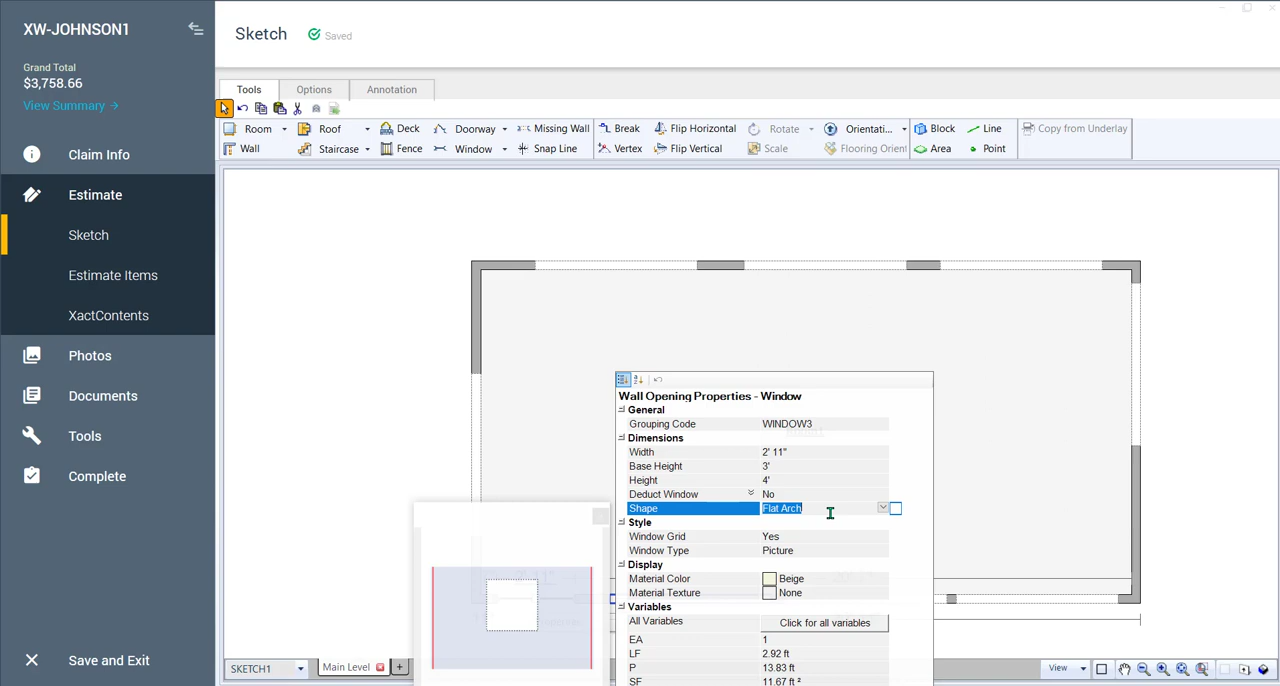 XW-JOHNSON1
Grand Total
$3,758.66
View Summary →
Claim Info
Estimate
Sketch
Estimate Items
XactContents
Photos
Documents
Tools
Complete
Save and Exit
Sketch Saved
Tools Options Annotation
Room Roof Deck Doorway Missing Wall Break Flip Horizontal Rotate Orientati... Block Line Copy from Underlay
Wall Staircase Fence Window Snap Line Vertex Flip Vertical Scale Flooring Orient Area Point
Wall Opening Properties - Window
General
Grouping Code WINDOW3
Dimensions
Width 2' 11"
Base Height 3'
Height 4'
Deduct Window No
Shape Flat Arch
Style
Window Grid Yes
Window Type Picture
Display
Material Color Beige
Material Texture None
Variables
All Variables Click for all variables
EA 1
LF 2.92 ft
P 13.83 ft
SF 11.67 ft ²
SKETCH1 Main Level + View